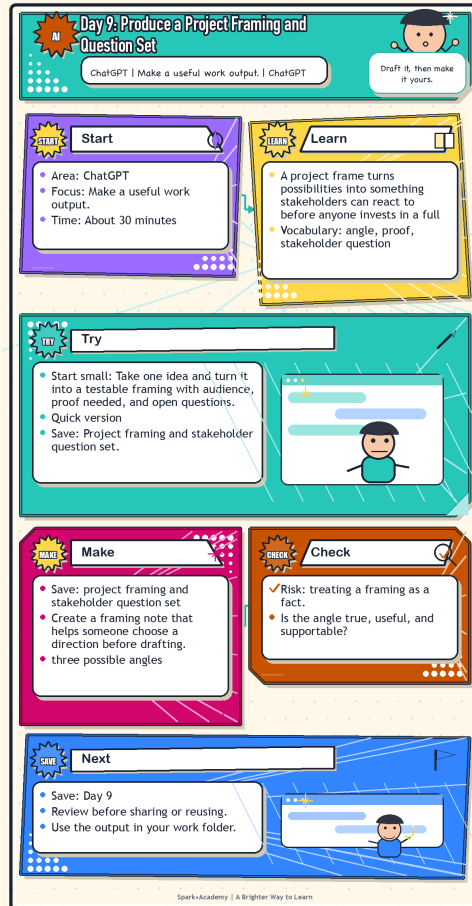 AI
Day 9: Produce a Project Framing and
Question Set
ChatGPT | Make a useful work output. | ChatGPT
Draft it, then make
it yours.
START
Start
Area: ChatGPT
Focus: Make a useful work
output.
Time: About 30 minutes
LEARN
Learn
A project frame turns
possibilities into something
stakeholders can react to
before anyone invests in a full
Vocabulary: angle, proof,
stakeholder question
TRY
Try
Start small: Take one idea and turn it
into a testable framing with audience,
proof needed, and open questions.
Quick version
Save: Project framing and stakeholder
question set.
MAKE
Make
Save: project framing and
stakeholder question set
Create a framing note that
helps someone choose a
direction before drafting.
three possible angles
CHECK
Check
Risk: treating a framing as a
fact.
Is the angle true, useful, and
supportable?
SAVE
Next
Save: Day 9
Review before sharing or reusing.
Use the output in your work folder.
Spark•Academy | A Brighter Way to Learn